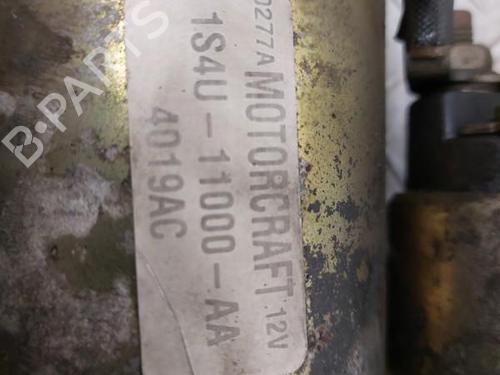 0277A MOTORCRAFT 12V
1S4U-11000-AA
4019AC
B-PARTS